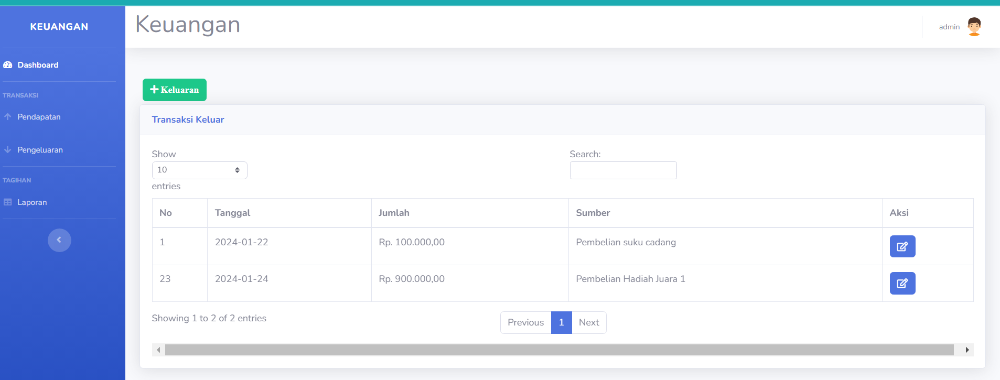 KEUANGAN
Keuangan
admin
Dashboard
TRANSAKSI
Pendapatan
Pengeluaran
TAGIHAN
Laporan
Keluaran
Transaksi Keluar
Show
10
entries
Search:
No Tanggal Jumlah Sumber Aksi
1 2024-01-22 Rp. 100.000,00 Pembelian suku cadang
23 2024-01-24 Rp. 900.000,00 Pembelian Hadiah Juara 1
Showing 1 to 2 of 2 entries
Previous 1 Next